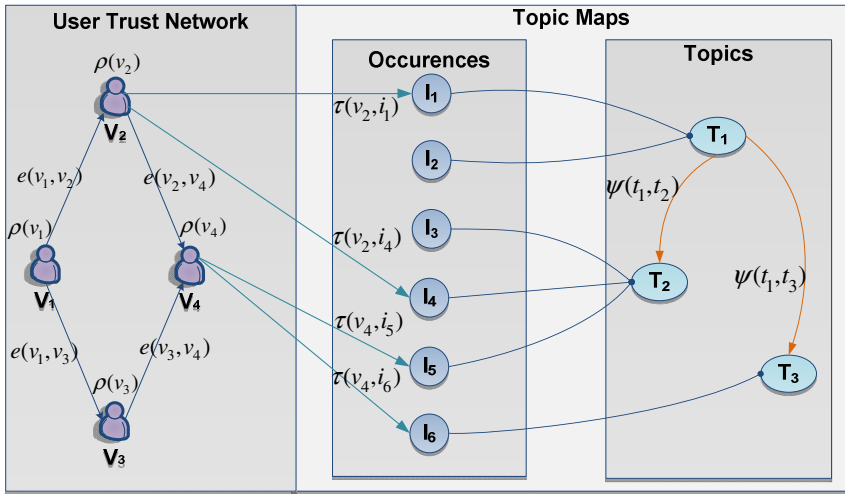 User Trust Network
Topic Maps
Occurences
Topics
ρ(v₂)
V₂
e(v₁,v₂)
e(v₂,v₄)
ρ(v₁)
V₁
ρ(v₄)
V₄
e(v₁,v₃)
e(v₃,v₄)
ρ(v₃)
V₃
τ(v₂,i₁)
τ(v₂,i₄)
τ(v₄,i₅)
τ(v₄,i₆)
I₁
I₂
I₃
I₄
I₅
I₆
T₁
ψ(t₁,t₂)
T₂
ψ(t₁,t₃)
T₃